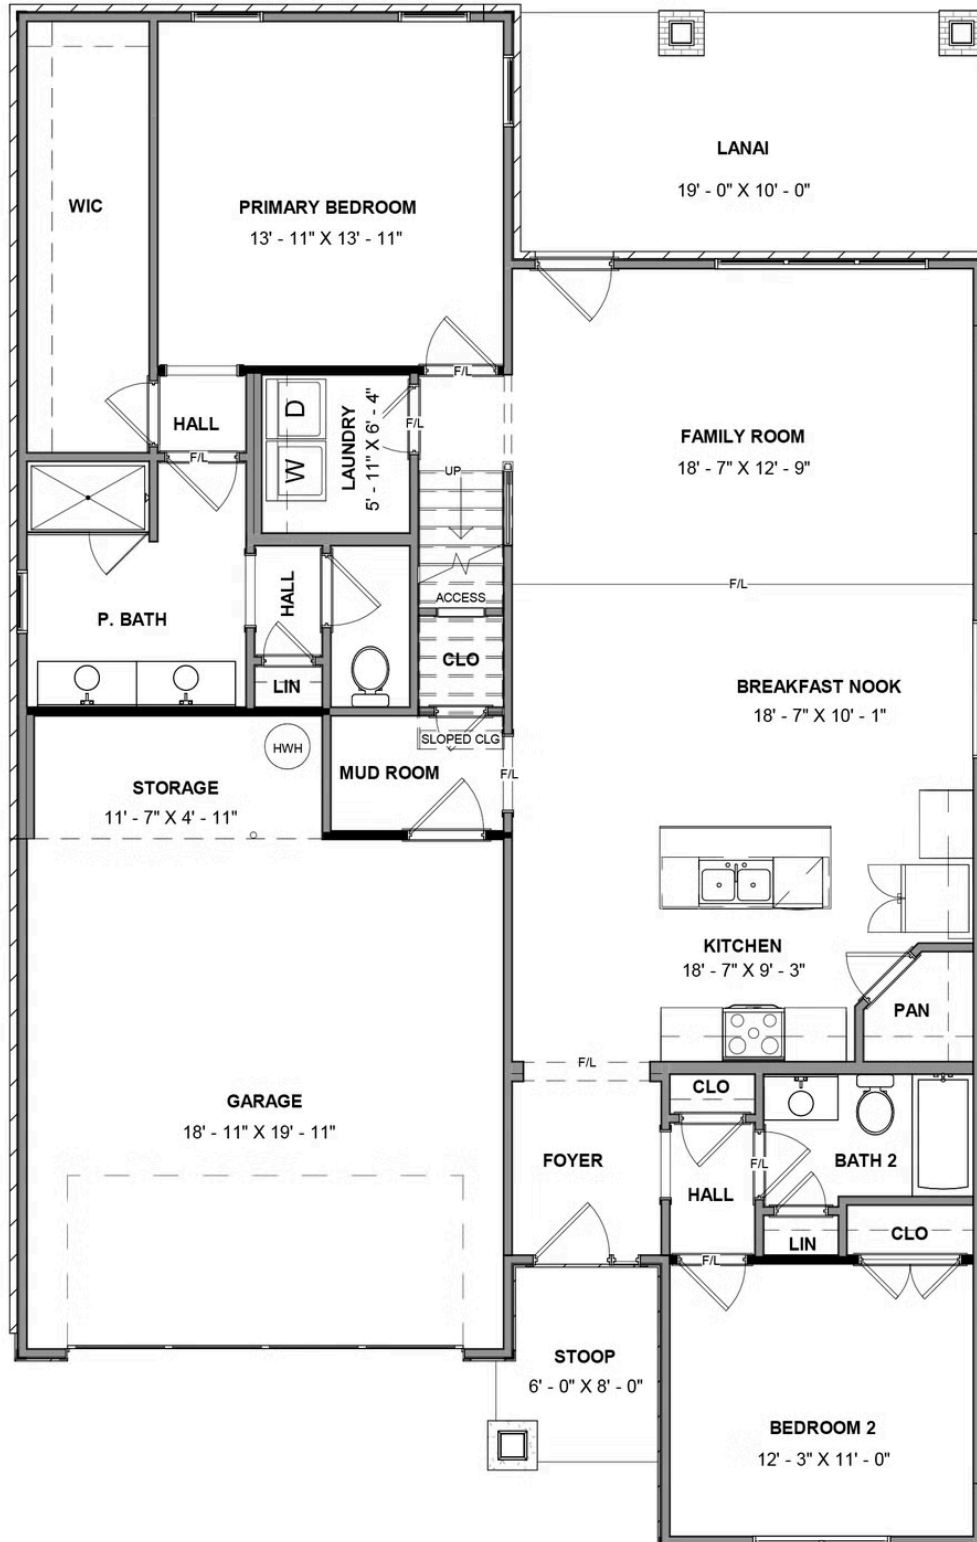 LANAI
19' - 0" X 10' - 0"
WIC
PRIMARY BEDROOM
13' - 11" X 13' - 11"
F/L
HALL
F/L
D
W
LAUNDRY
5' - 11" X 6' - 4"
F/L
UP
FAMILY ROOM
18' - 7" X 12' - 9"
F/L
ACCESS
P. BATH
HALL
LIN
CLO
BREAKFAST NOOK
18' - 7" X 10' - 1"
SLOPED CLG
HWH
MUD ROOM
F/L
STORAGE
11' - 7" X 4' - 11"
KITCHEN
18' - 7" X 9' - 3"
PAN
F/L
CLO
GARAGE
18' - 11" X 19' - 11"
FOYER
F/L
BATH 2
HALL
LIN
CLO
F/L
STOOP
6' - 0" X 8' - 0"
BEDROOM 2
12' - 3" X 11' - 0"